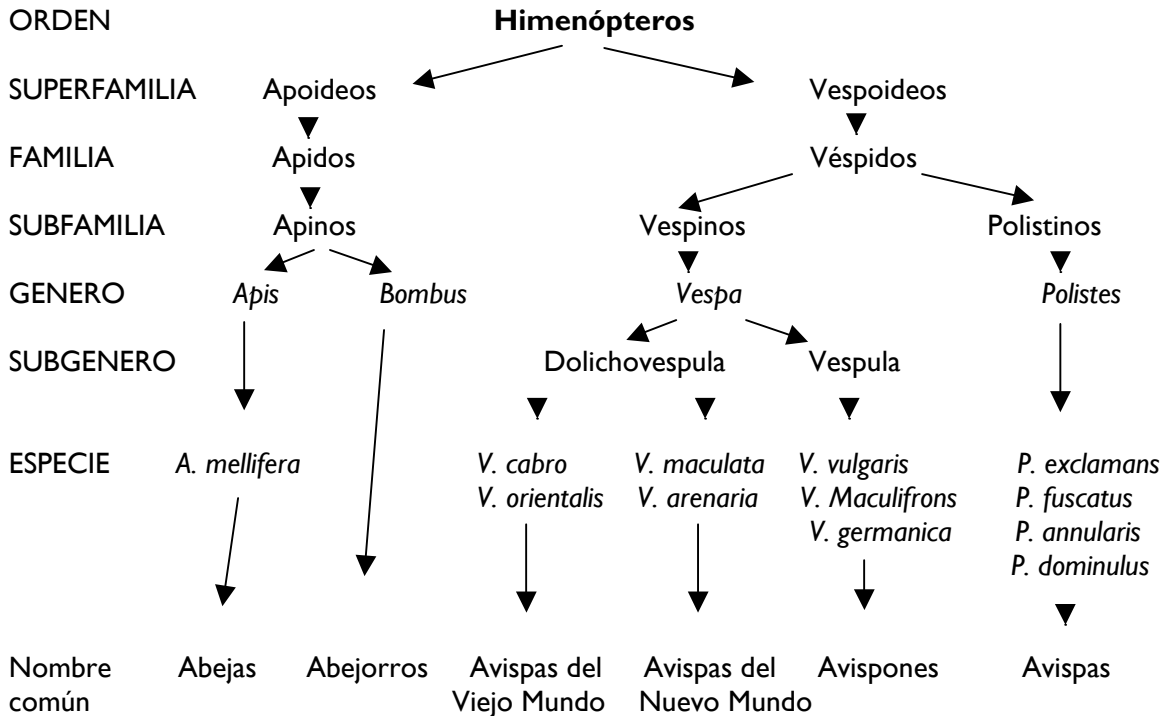 ORDEN Himenópteros
SUPERFAMILIA Apoideos Vespoideos
FAMILIA Apidos Véspidos
SUBFAMILIA Apinos Vespinos Polistinos
GENERO Apis Bombus Vespa Polistes
SUBGENERO Dolichovespula Vespula
ESPECIE A. mellifera V. cabro V. maculata V. vulgaris P. exclamans
V. orientalis V. arenaria V. Maculifrons P. fuscatus
V. germanica P. annularis
P. dominulus
Nombre Abejas Abejorros Avispas del Avispas del Avispones Avispas
común Viejo Mundo Nuevo Mundo